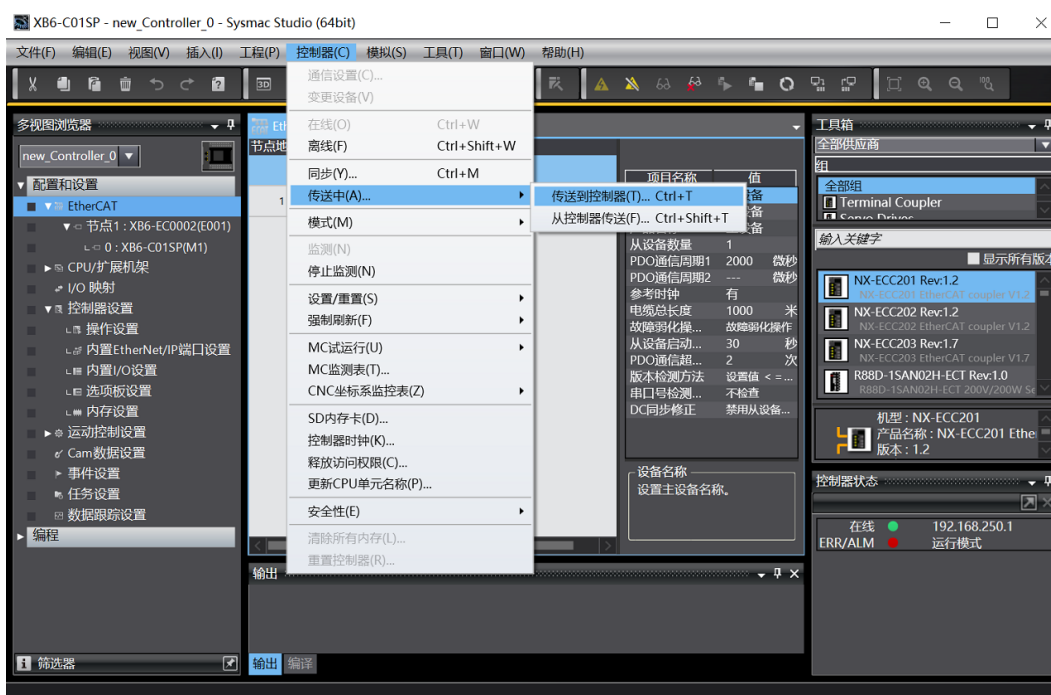 XB6-C01SP - new_Controller_0 - Sysmac Studio (64bit)
文件(F) 编辑(E) 视图(V) 插入(I) 工程(P) 控制器(C) 模拟(S) 工具(T) 窗口(W) 帮助(H)
多视图浏览器
new_Controller_0
配置和设置
EtherCAT
节点1 : XB6-EC0002(E001)
0 : XB6-C01SP(M1)
CPU/扩展机架
I/O 映射
控制器设置
操作设置
内置EtherNet/IP端口设置
内置I/O设置
选项板设置
内存设置
运动控制设置
Cam数据设置
事件设置
任务设置
数据跟踪设置
编程
筛选器
节点地
1
通信设置(C)...
变更设备(V)
在线(O) Ctrl+W
离线(F) Ctrl+Shift+W
同步(Y)... Ctrl+M
传送中(A)...
模式(M)
监测(N)
停止监测(N)
设置/重置(S)
强制刷新(F)
MC试运行(U)
MC监测表(T)...
CNC坐标系监控表(Z)
SD内存卡(D)...
控制器时钟(K)...
释放访问权限(C)...
更新CPU单元名称(P)...
安全性(E)
清除所有内存(L)...
重置控制器(R)...
传送到控制器(T)... Ctrl+T
从控制器传送(F)... Ctrl+Shift+T
项目名称 值
从设备数量 1
PDO通信周期1 2000 微秒
PDO通信周期2 --- 微秒
参考时钟 有
电缆总长度 1000 米
故障弱化操... 故障弱化操作
从设备启动... 30 秒
PDO通信超... 2 次
版本检测方法 设置值 < =...
串口号检测... 不检查
DC同步修正 禁用从设备...
设备名称
设置主设备名称。
输出
输出 编译
工具箱
全部供应商
组
全部组
Terminal Coupler
Servo Drives
输入关键字
显示所有版本
NX-ECC201 Rev:1.2
NX-ECC201 EtherCAT coupler V1.2
NX-ECC202 Rev:1.2
NX-ECC202 EtherCAT coupler V1.2
NX-ECC203 Rev:1.7
NX-ECC203 EtherCAT coupler V1.7
R88D-1SAN02H-ECT Rev:1.0
R88D-1SAN02H-ECT 200V/200W Se
机型 : NX-ECC201
产品名称 : NX-ECC201 Ethe
版本 : 1.2
控制器状态
在线 192.168.250.1
ERR/ALM 运行模式